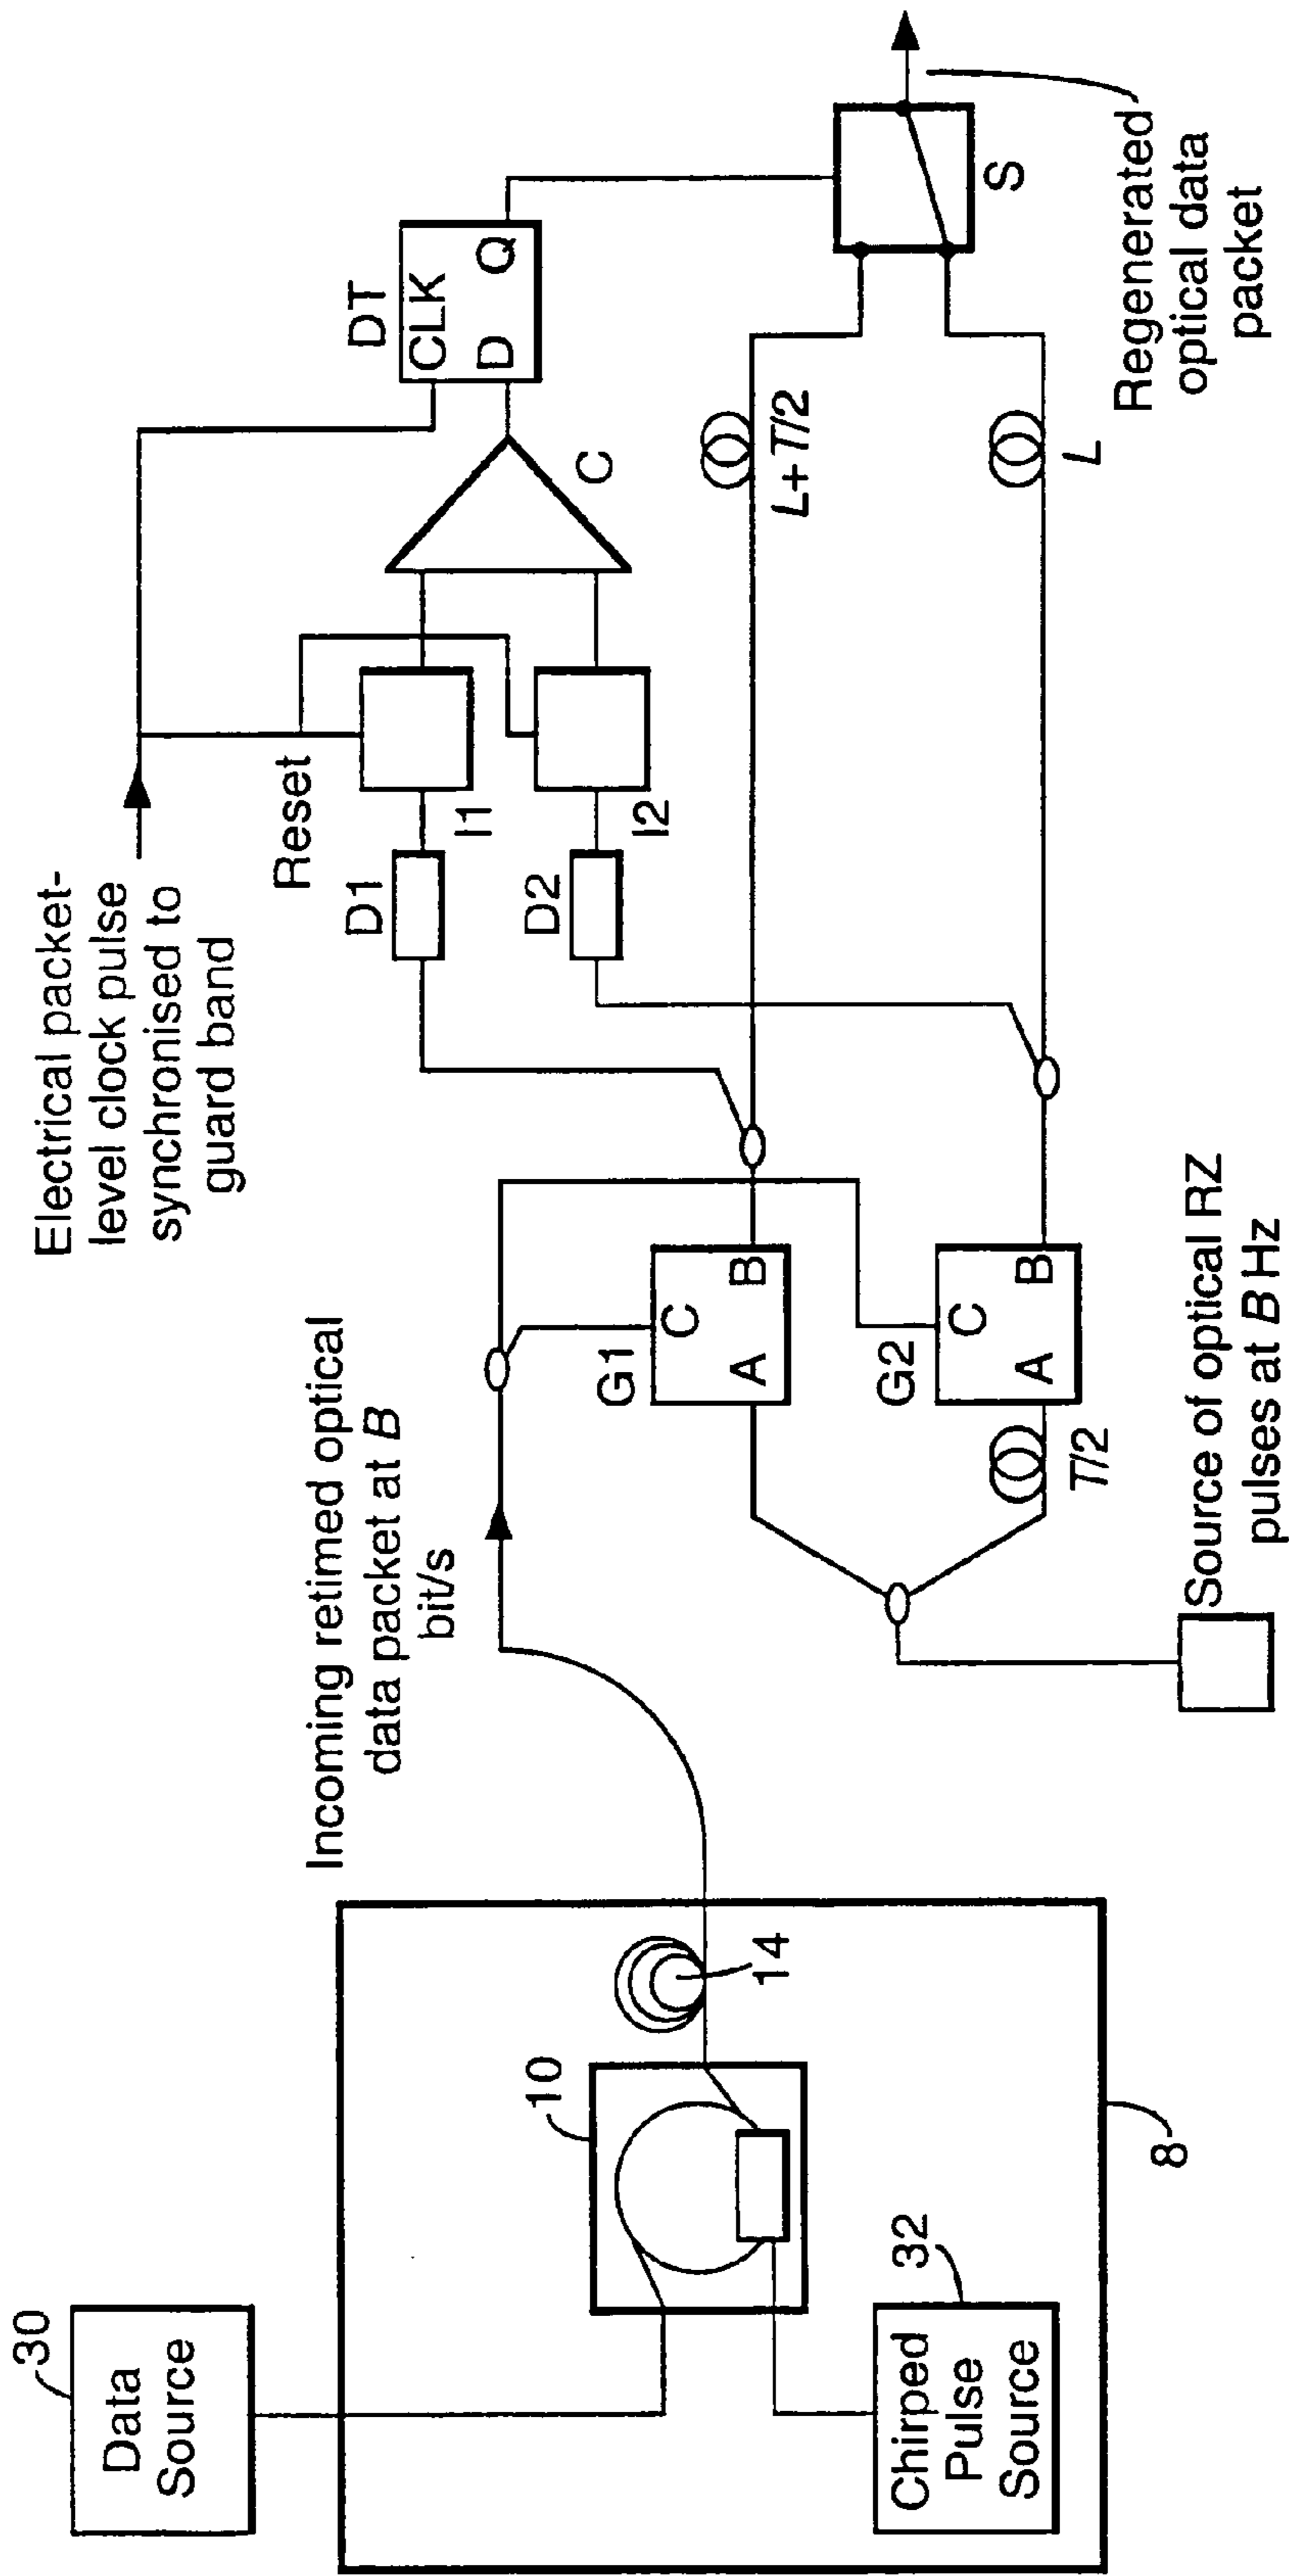 30
Data
Source
Chirped
Pulse
Source
32
10
14
8
Incoming retimed optical
data packet at B
bit/s
Source of optical RZ
pulses at B Hz
T/2
G1
C
A
B
G2
C
A
B
Electrical packet-
level clock pulse
synchronised to
guard band
Reset
D1
I1
D2
I2
C
DT
CLK
D
Q
L+T/2
L
S
Regenerated
optical data
packet